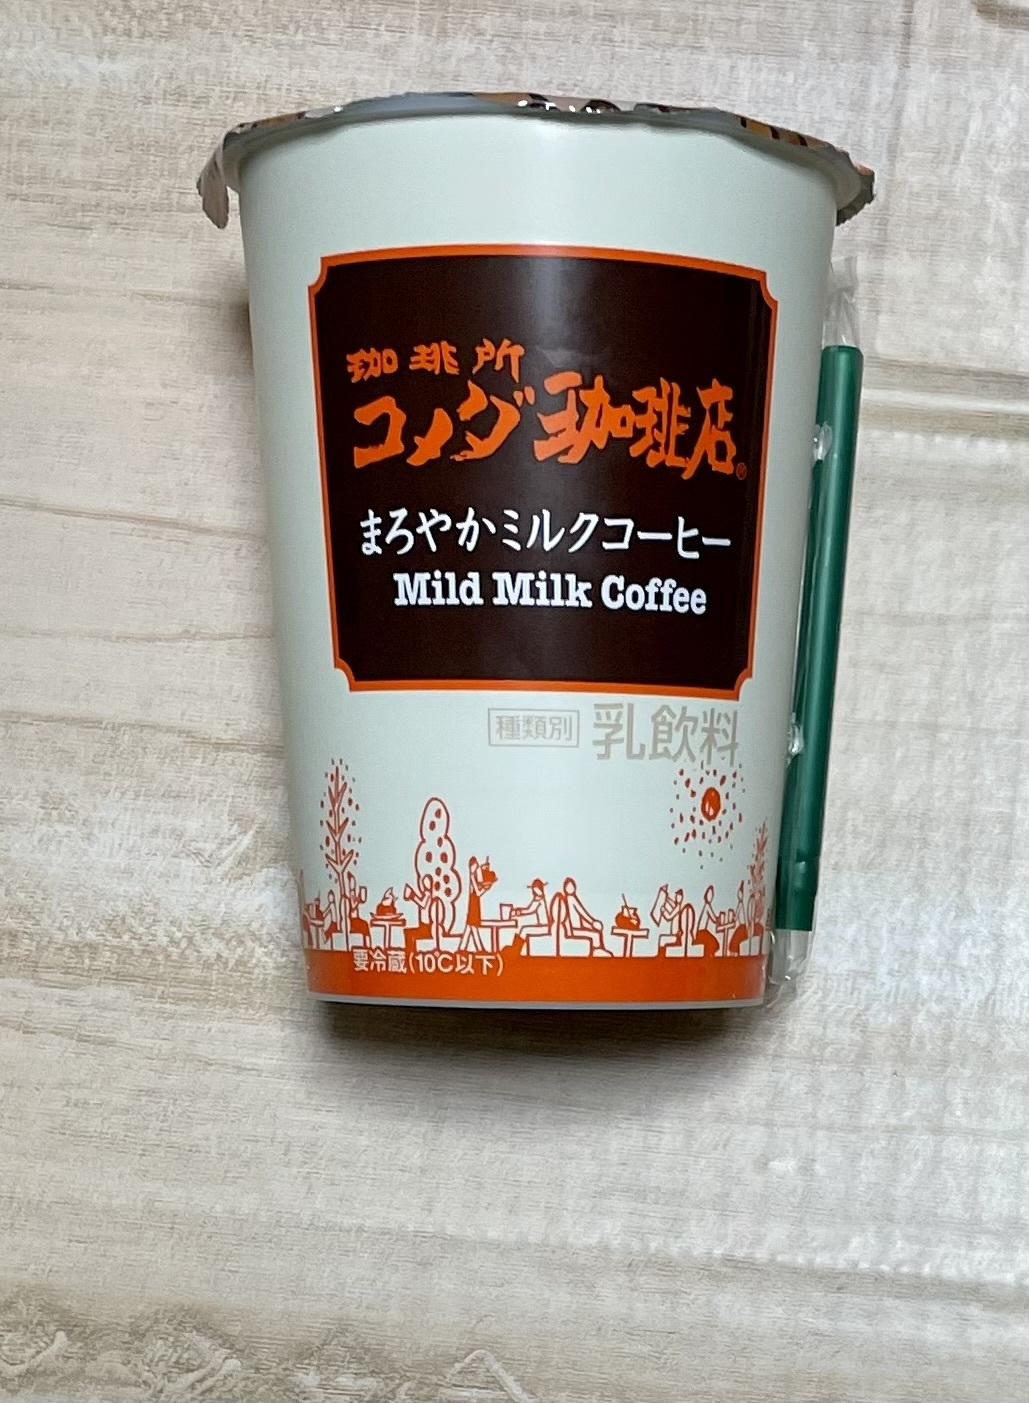 珈琲所
コメダ珈琲店®
まろやかミルクコーヒー
Mild Milk Coffee
種類別 乳飲料
要冷蔵(10℃以下)